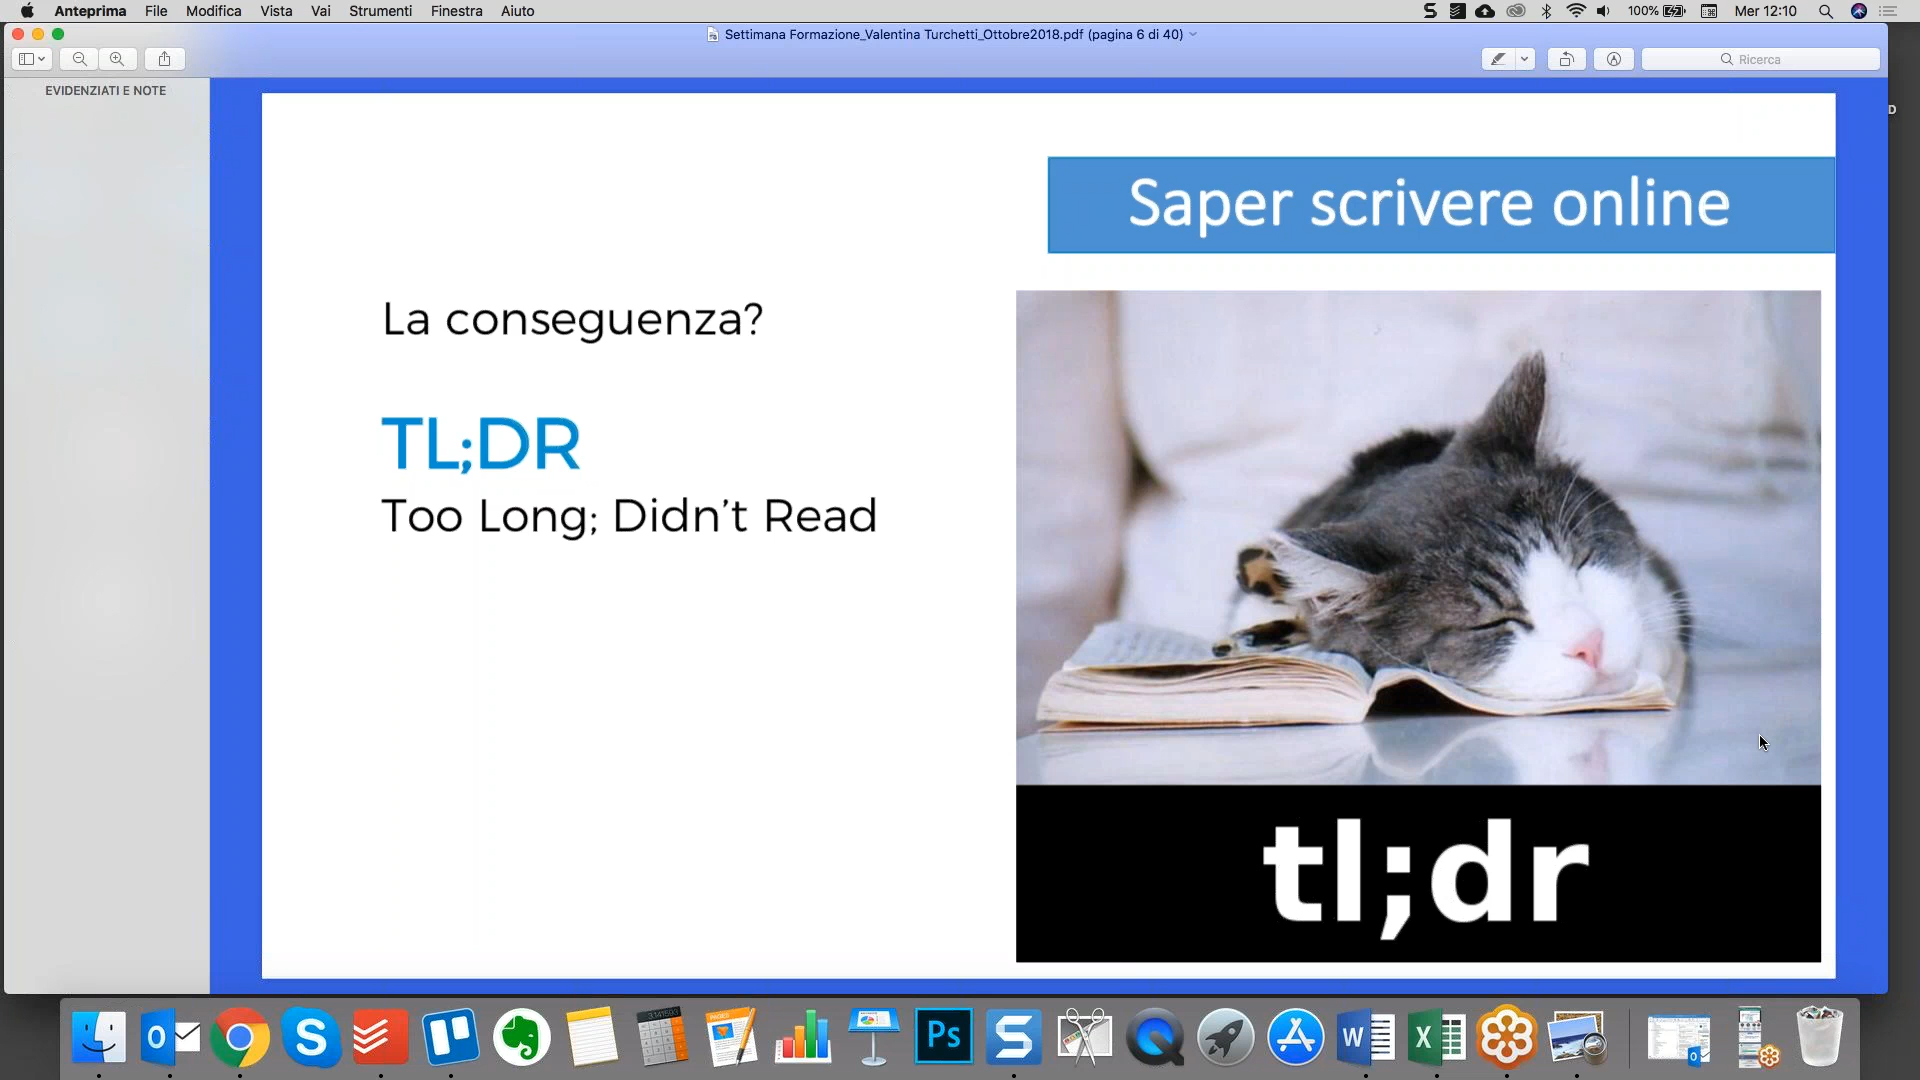 Anteprima File Modifica Vista Vai Strumenti Finestra Aiuto 100% Mer 12:10
Settimana Formazione_Valentina Turchetti_Ottobre2018.pdf (pagina 6 di 40)
Ricerca
EVIDENZIATI E NOTE
D
Saper scrivere online
La conseguenza?
TL;DR
Too Long; Didn't Read
tl;dr